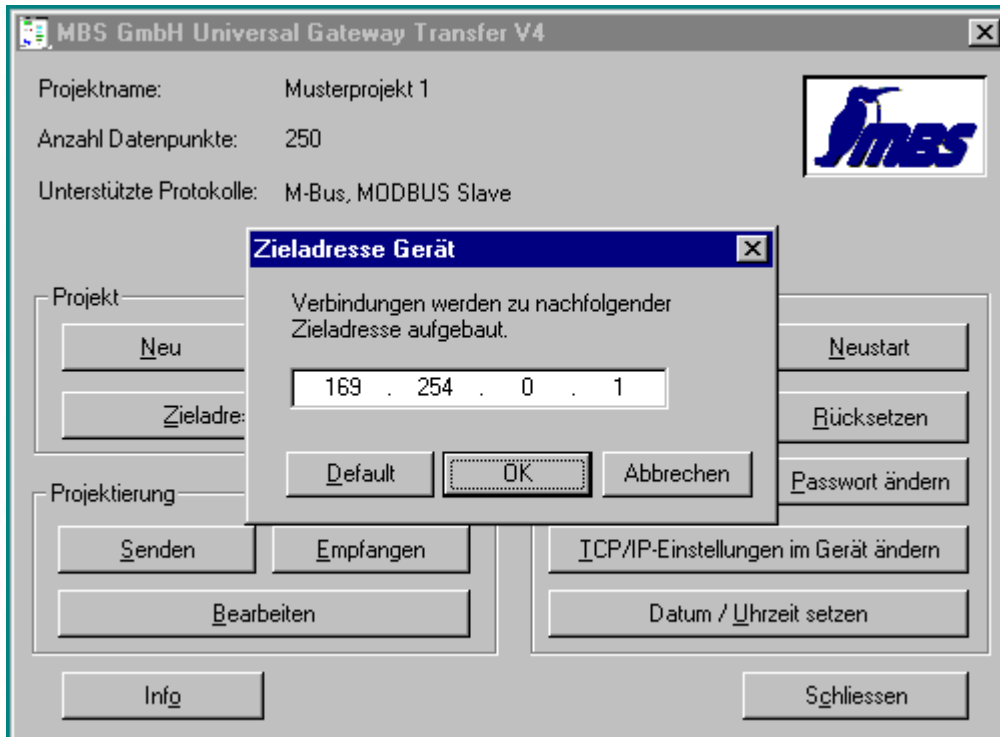 MBS GmbH Universal Gateway Transfer V4
Projektname: Musterprojekt 1
Anzahl Datenpunkte: 250
Unterstützte Protokolle: M-Bus, MODBUS Slave
MBS
Zieladresse Gerät
Verbindungen werden zu nachfolgender
Zieladresse aufgebaut.
169 . 254 . 0 . 1
Default OK Abbrechen
Projekt
Neu Neustart
Zieladre Rücksetzen
Passwort ändern
Projektierung
Senden Empfangen TCP/IP-Einstellungen im Gerät ändern
Bearbeiten Datum / Uhrzeit setzen
Info Schliessen